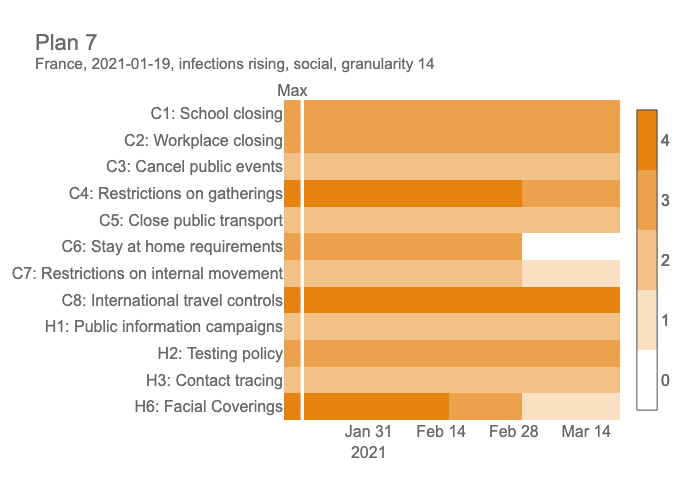 Plan 7
France, 2021-01-19, infections rising, social, granularity 14
Max
C1: School closing
C2: Workplace closing
C3: Cancel public events
C4: Restrictions on gatherings
C5: Close public transport
C6: Stay at home requirements
C7: Restrictions on internal movement
C8: International travel controls
H1: Public information campaigns
H2: Testing policy
H3: Contact tracing
H6: Facial Coverings
Jan 31 Feb 14 Feb 28 Mar 14
2021
4
3
2
1
0